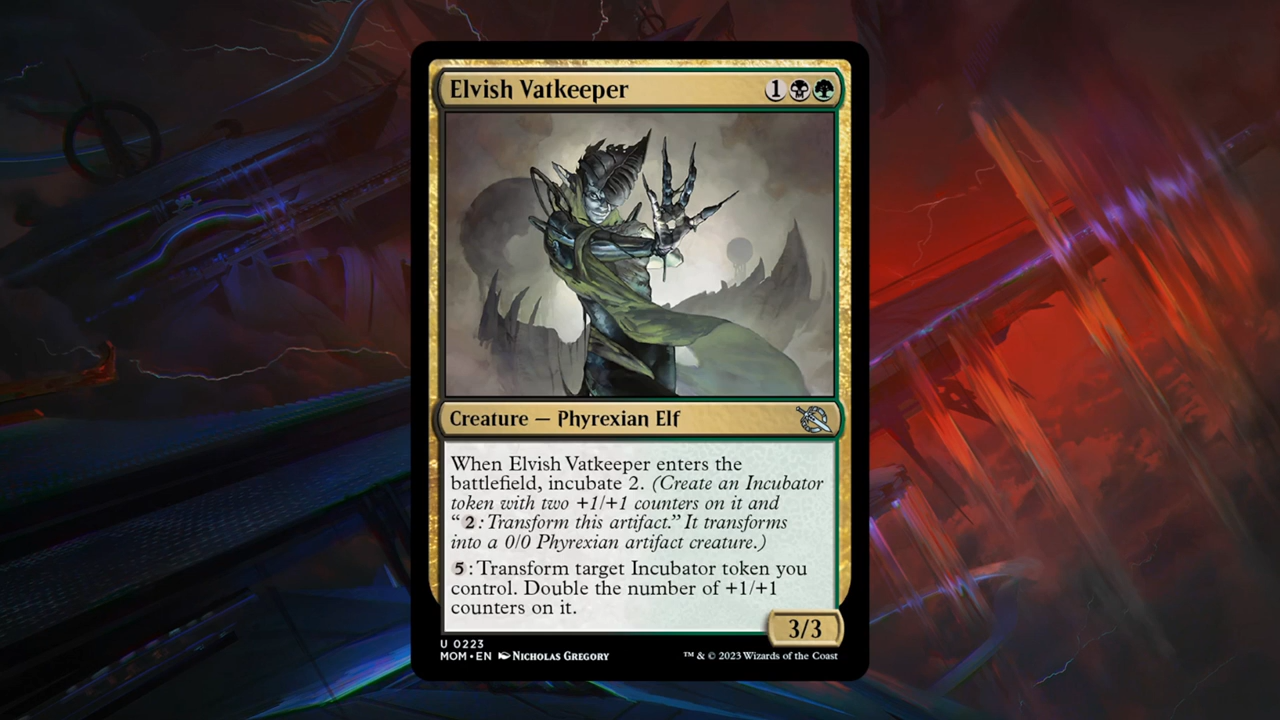 Elvish Vatkeeper 1
Creature — Phyrexian Elf
When Elvish Vatkeeper enters the
battlefield, incubate 2. (Create an Incubator
token with two +1/+1 counters on it and
“2: Transform this artifact.” It transforms
into a 0/0 Phyrexian artifact creature.)
5: Transform target Incubator token you
control. Double the number of +1/+1
counters on it.
3/3
U 0223
MOM • EN Nicholas Gregory ™ & © 2023 Wizards of the Coast